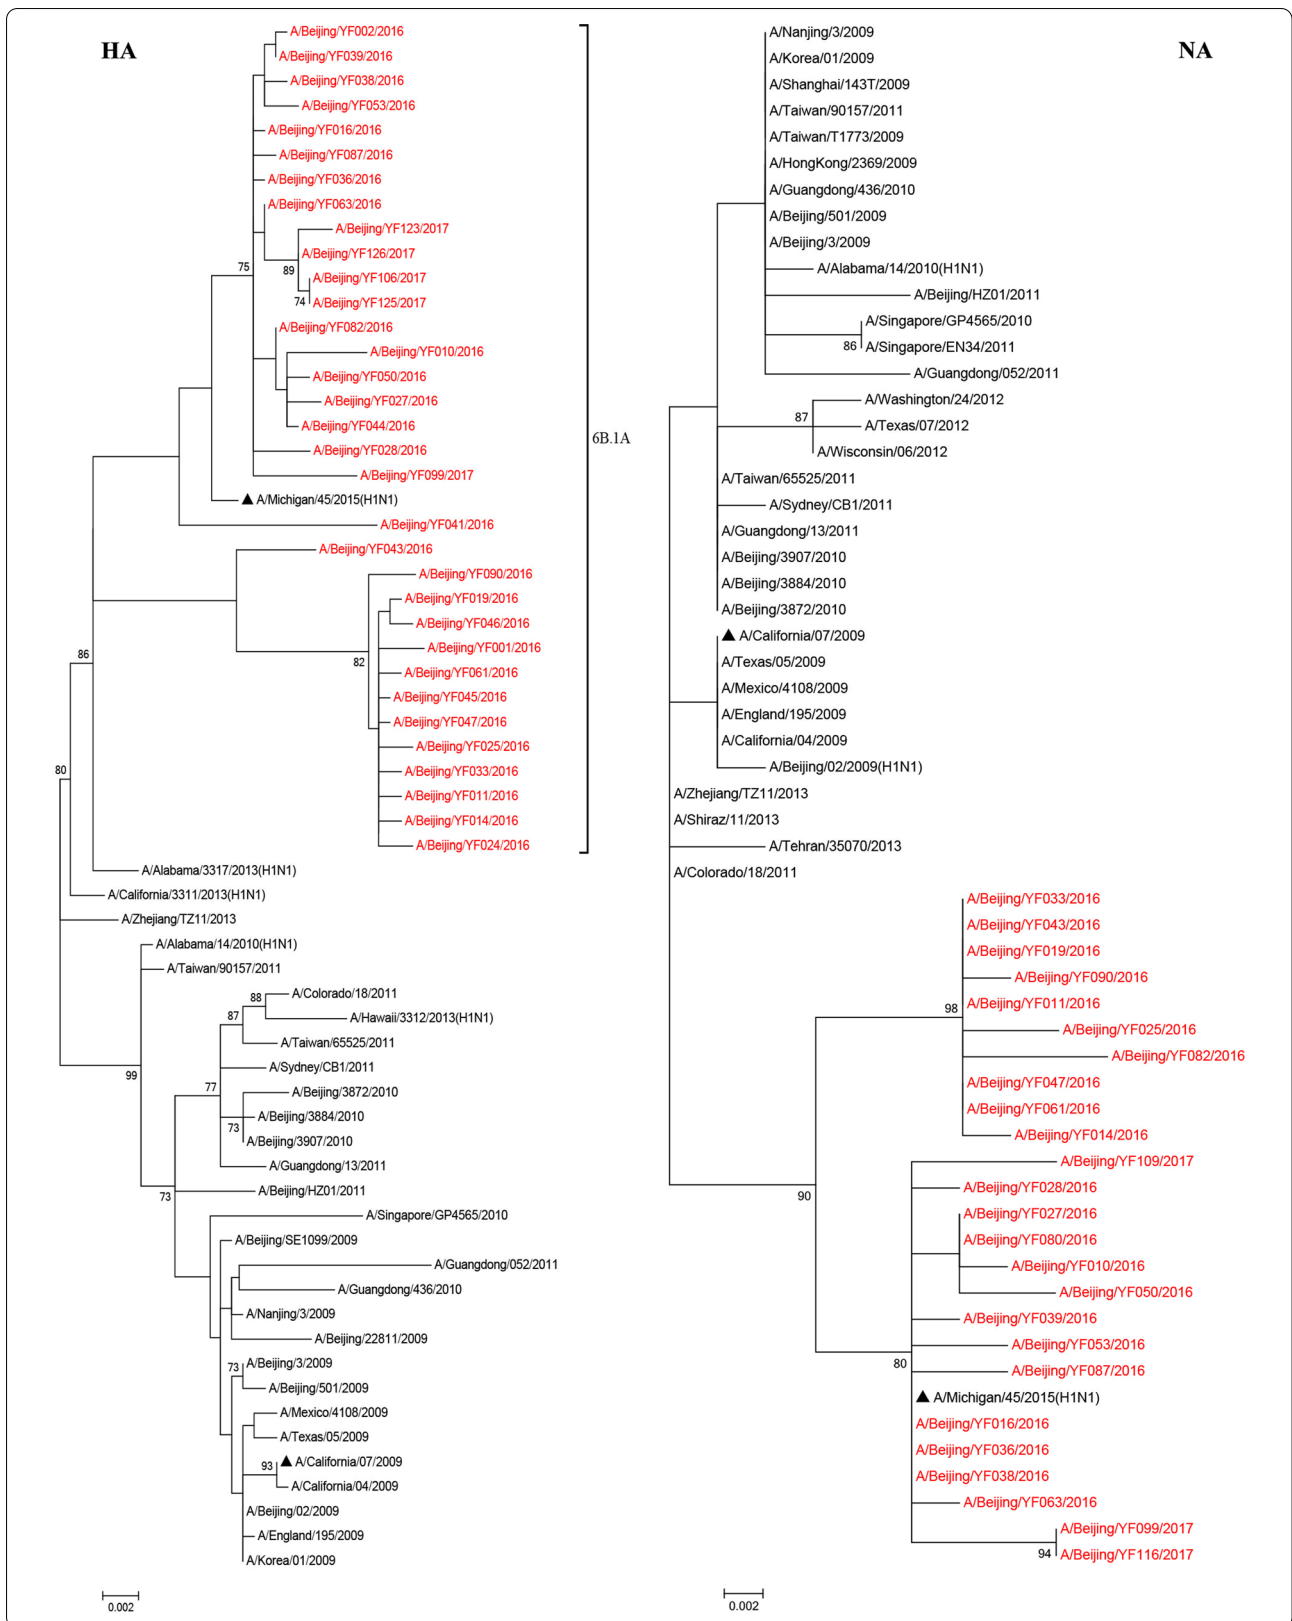 HA
A/Beijing/YF002/2016
A/Beijing/YF039/2016
A/Beijing/YF038/2016
A/Beijing/YF053/2016
A/Beijing/YF016/2016
A/Beijing/YF087/2016
A/Beijing/YF036/2016
A/Beijing/YF063/2016
A/Beijing/YF123/2017
A/Beijing/YF126/2017
75
89
A/Beijing/YF106/2017
74
A/Beijing/YF125/2017
A/Beijing/YF082/2016
A/Beijing/YF010/2016
A/Beijing/YF050/2016
A/Beijing/YF027/2016
A/Beijing/YF044/2016
6B.1A
A/Beijing/YF028/2016
A/Beijing/YF099/2017
▲ A/Michigan/45/2015(H1N1)
A/Beijing/YF041/2016
A/Beijing/YF043/2016
A/Beijing/YF090/2016
A/Beijing/YF019/2016
A/Beijing/YF046/2016
A/Beijing/YF001/2016
86
82
A/Beijing/YF061/2016
A/Beijing/YF045/2016
A/Beijing/YF047/2016
A/Beijing/YF025/2016
80
A/Beijing/YF033/2016
A/Beijing/YF011/2016
A/Beijing/YF014/2016
A/Beijing/YF024/2016
A/Alabama/3317/2013(H1N1)
A/California/3311/2013(H1N1)
A/Zhejiang/TZ11/2013
A/Alabama/14/2010(H1N1)
A/Taiwan/90157/2011
88
A/Colorado/18/2011
87
A/Hawaii/3312/2013(H1N1)
A/Taiwan/65525/2011
A/Sydney/CB1/2011
99
77
A/Beijing/3872/2010
A/Beijing/3884/2010
73
A/Beijing/3907/2010
A/Guangdong/13/2011
73
A/Beijing/HZ01/2011
A/Singapore/GP4565/2010
A/Beijing/SE1099/2009
A/Guangdong/052/2011
A/Guangdong/436/2010
A/Nanjing/3/2009
A/Beijing/22811/2009
73
A/Beijing/3/2009
A/Beijing/501/2009
A/Mexico/4108/2009
A/Texas/05/2009
93
▲ A/California/07/2009
A/California/04/2009
A/Beijing/02/2009
A/England/195/2009
A/Korea/01/2009
0.002
NA
A/Nanjing/3/2009
A/Korea/01/2009
A/Shanghai/143T/2009
A/Taiwan/90157/2011
A/Taiwan/T1773/2009
A/HongKong/2369/2009
A/Guangdong/436/2010
A/Beijing/501/2009
A/Beijing/3/2009
A/Alabama/14/2010(H1N1)
A/Beijing/HZ01/2011
A/Singapore/GP4565/2010
86
A/Singapore/EN34/2011
A/Guangdong/052/2011
A/Washington/24/2012
87
A/Texas/07/2012
A/Wisconsin/06/2012
A/Taiwan/65525/2011
A/Sydney/CB1/2011
A/Guangdong/13/2011
A/Beijing/3907/2010
A/Beijing/3884/2010
A/Beijing/3872/2010
▲ A/California/07/2009
A/Texas/05/2009
A/Mexico/4108/2009
A/England/195/2009
A/California/04/2009
A/Beijing/02/2009(H1N1)
A/Zhejiang/TZ11/2013
A/Shiraz/11/2013
A/Tehran/35070/2013
A/Colorado/18/2011
A/Beijing/YF033/2016
A/Beijing/YF043/2016
A/Beijing/YF019/2016
A/Beijing/YF090/2016
98
A/Beijing/YF011/2016
A/Beijing/YF025/2016
A/Beijing/YF082/2016
A/Beijing/YF047/2016
A/Beijing/YF061/2016
A/Beijing/YF014/2016
A/Beijing/YF109/2017
90
A/Beijing/YF028/2016
A/Beijing/YF027/2016
A/Beijing/YF080/2016
A/Beijing/YF010/2016
A/Beijing/YF050/2016
A/Beijing/YF039/2016
A/Beijing/YF053/2016
80
A/Beijing/YF087/2016
▲ A/Michigan/45/2015(H1N1)
A/Beijing/YF016/2016
A/Beijing/YF036/2016
A/Beijing/YF038/2016
A/Beijing/YF063/2016
A/Beijing/YF099/2017
94
A/Beijing/YF116/2017
0.002